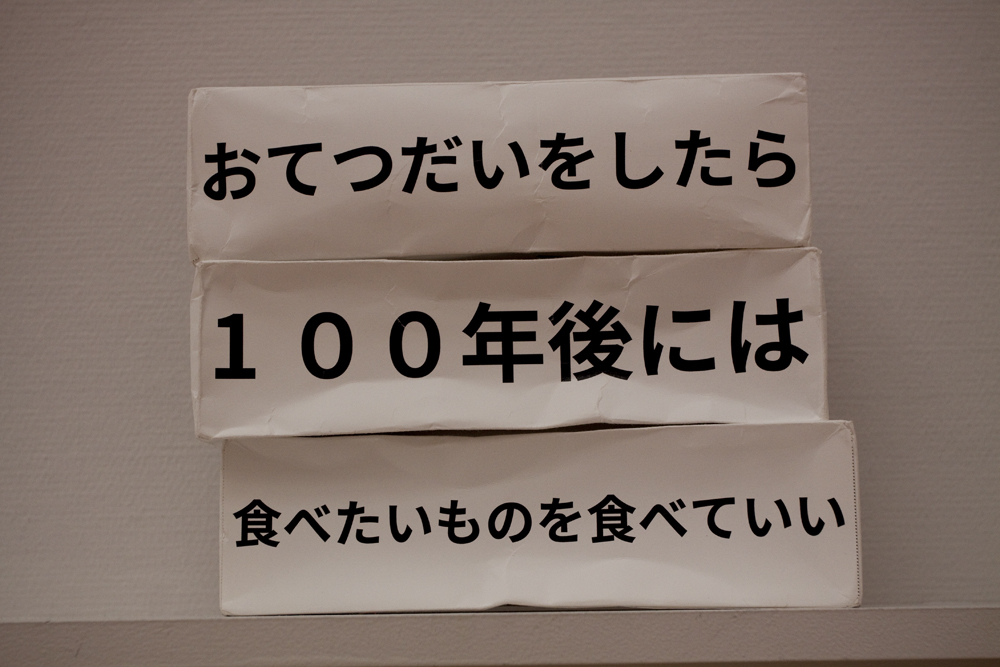 おてつだいをしたら
１００年後には
食べたいものを食べていい